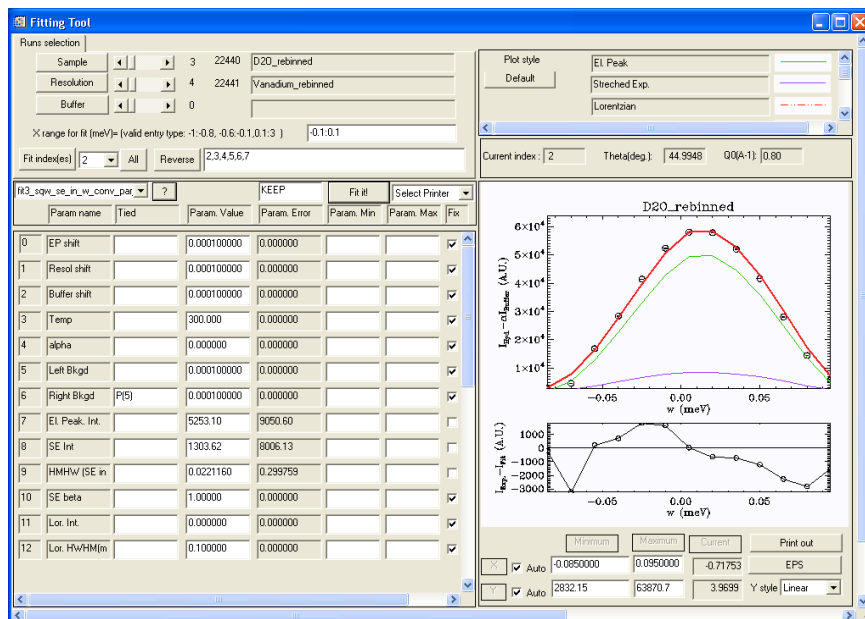 Fitting Tool
Runs selection
Sample 3 22440 D2O_rebinned
Resolution 4 22441 Vanadium_rebinned
Buffer 0
X range for fit (meV)= (valid entry type: -1:-0.8, -0.6:-0.1,0.1:3 ) -0.1:0.1
Fit index(es) 2 All Reverse 2,3,4,5,6,7
Plot style
Default
El. Peak
Streched Exp.
Lorentzian
Current index : 2 Theta(deg.): 44.9948 Q0(A-1): 0.80
fit3_sqw_se_in_w_conv_par_ ? KEEP Fit it! Select Printer
Param name Tied Param. Value Param. Error Param. Min Param. Max Fix
0 EP shift 0.000100000 0.000000
1 Resol shift 0.000100000 0.000000
2 Buffer shift 0.000100000 0.000000
3 Temp 300.000 0.000000
4 alpha 0.000000 0.000000
5 Left Bkgd 0.000100000 0.000000
6 Right Bkgd P(5) 0.000100000 0.000000
7 El. Peak. Int. 5253.10 9050.60
8 SE Int 1303.62 8006.13
9 HMHW (SE in 0.0221160 0.299759
10 SE beta 1.00000 0.000000
11 Lor. Int. 0.000000 0.000000
12 Lor. HWHM(m 0.100000 0.000000
D2O_rebinned
6×10⁴
5×10⁴
4×10⁴
3×10⁴
2×10⁴
1×10⁴
-0.05 0.00 0.05
w (meV)
1000
0
-1000
-2000
-3000
I_Exp.-I_Fit (A.U.)
-0.05 0.00 0.05
w (meV)
Minimum Maximum Current Print out
X Auto -0.0850000 0.0950000 -0.71753 EPS
Y Auto 2832.15 63870.7 3.9699 Y style Linear